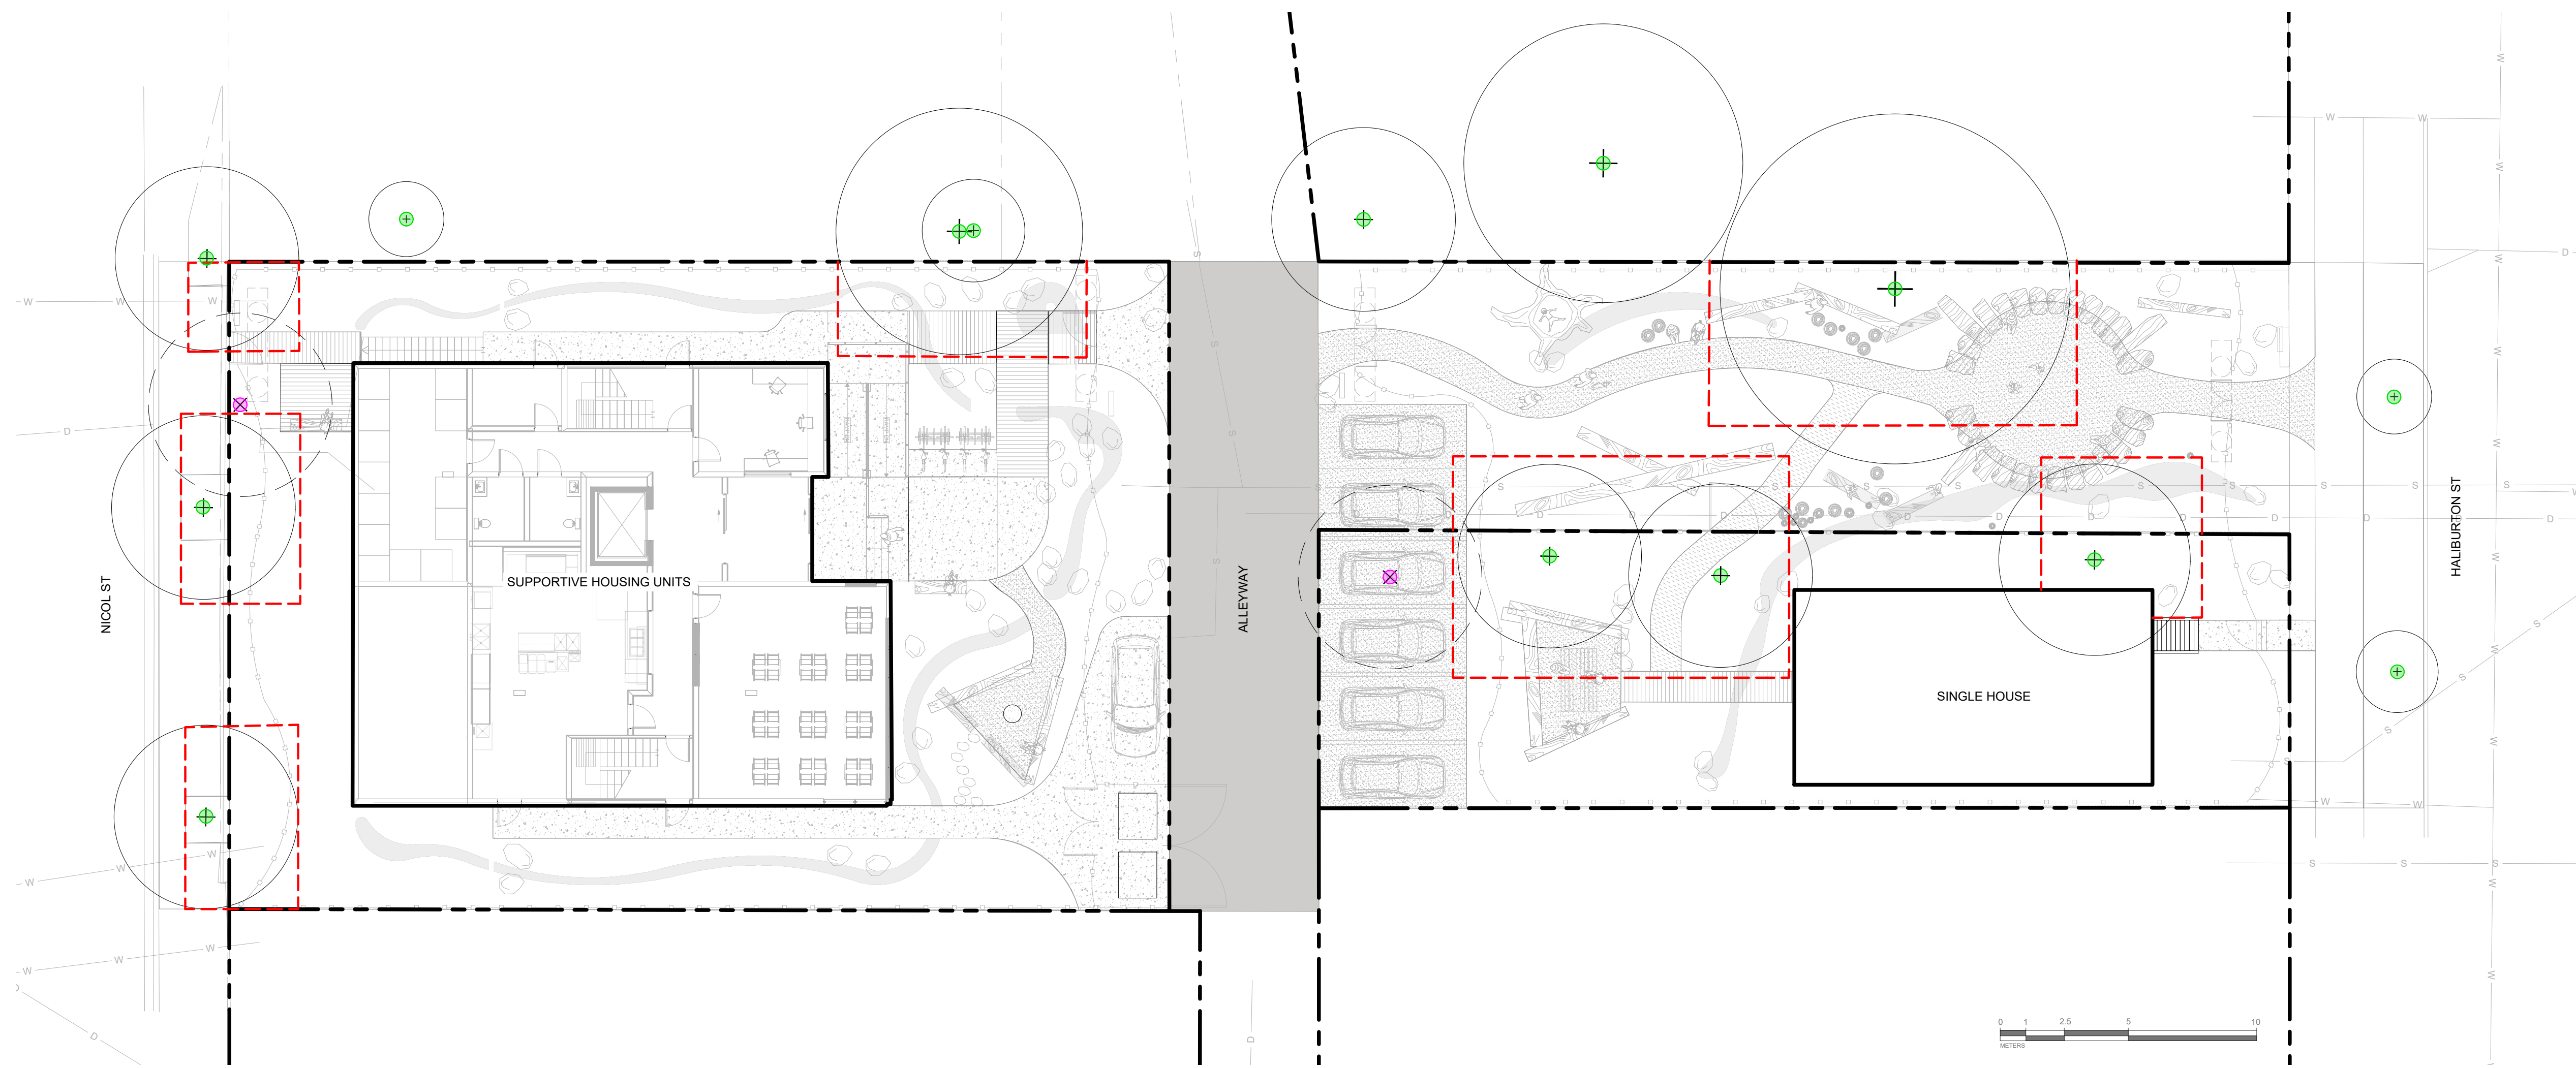 NICOL ST
SUPPORTIVE HOUSING UNITS
ALLEYWAY
SINGLE HOUSE
HALIBURTON ST
0 1 2.5 5 10
METERS